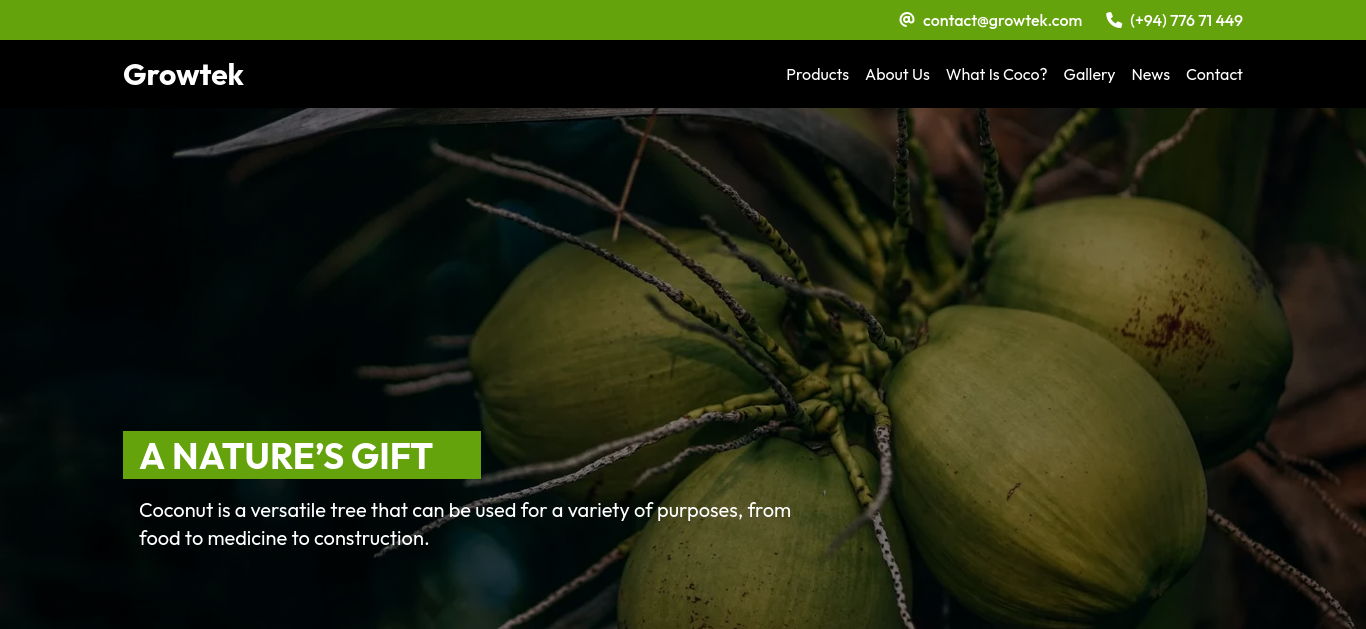 contact@growtek.com (+94) 776 71 449
Growtek Products About Us What Is Coco? Gallery News Contact
A NATURE’S GIFT
Coconut is a versatile tree that can be used for a variety of purposes, from
food to medicine to construction.